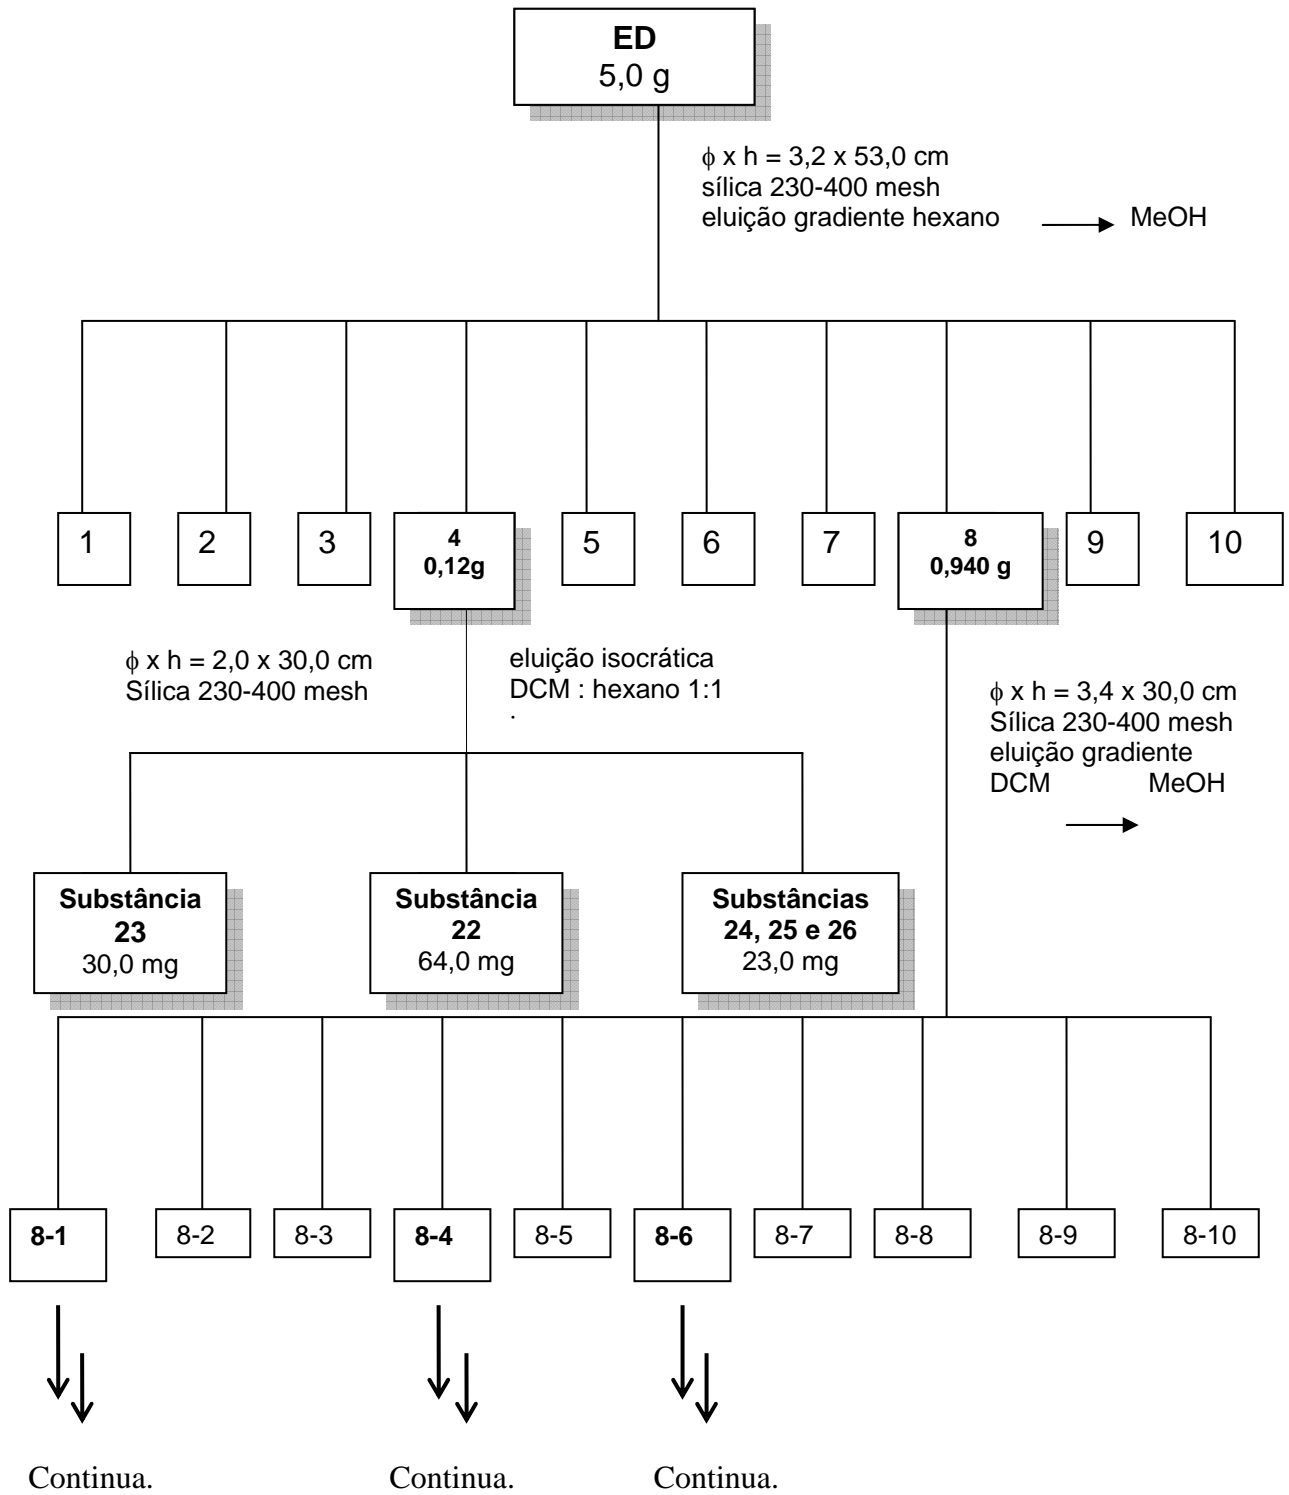 ED
5,0 g
ϕ x h = 3,2 x 53,0 cm
sílica 230-400 mesh
eluição gradiente hexano MeOH
1
2
3
4
0,12g
5
6
7
8
0,940 g
9
10
ϕ x h = 2,0 x 30,0 cm
Sílica 230-400 mesh
eluição isocrática
DCM : hexano 1:1
.
ϕ x h = 3,4 x 30,0 cm
Sílica 230-400 mesh
eluição gradiente
DCM MeOH
Substância
23
30,0 mg
Substância
22
64,0 mg
Substâncias
24, 25 e 26
23,0 mg
8-1
8-2
8-3
8-4
8-5
8-6
8-7
8-8
8-9
8-10
Continua.
Continua.
Continua.